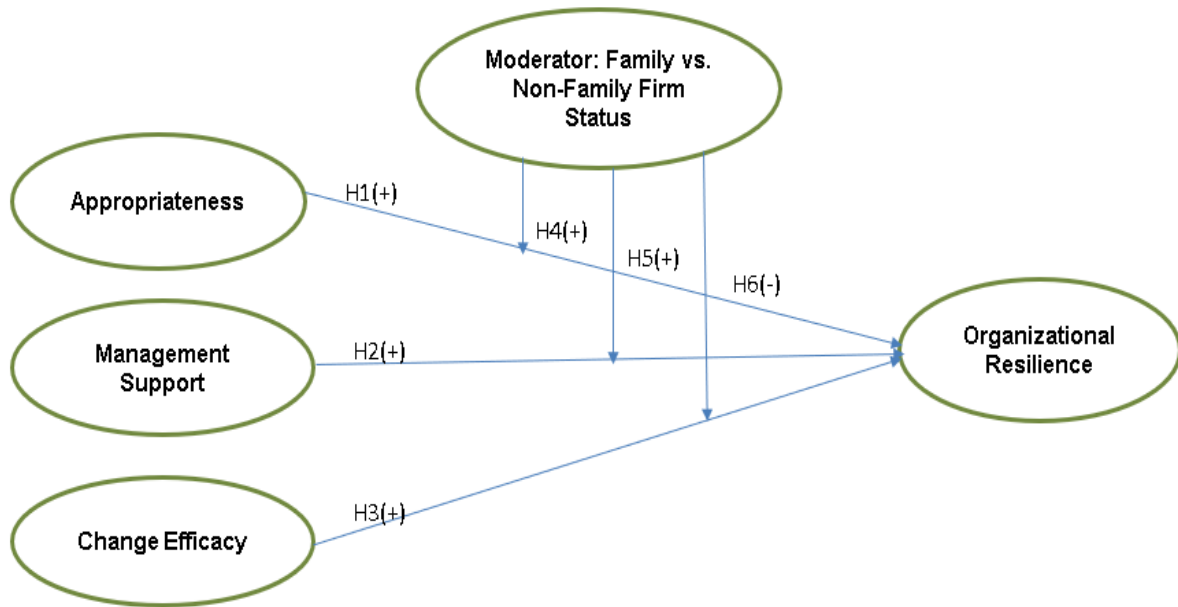 Moderator: Family vs.
Non-Family Firm
Status
Appropriateness
H1(+)
H4(+)
H5(+)
H6(-)
Management
Support
H2(+)
Organizational
Resilience
Change Efficacy
H3(+)